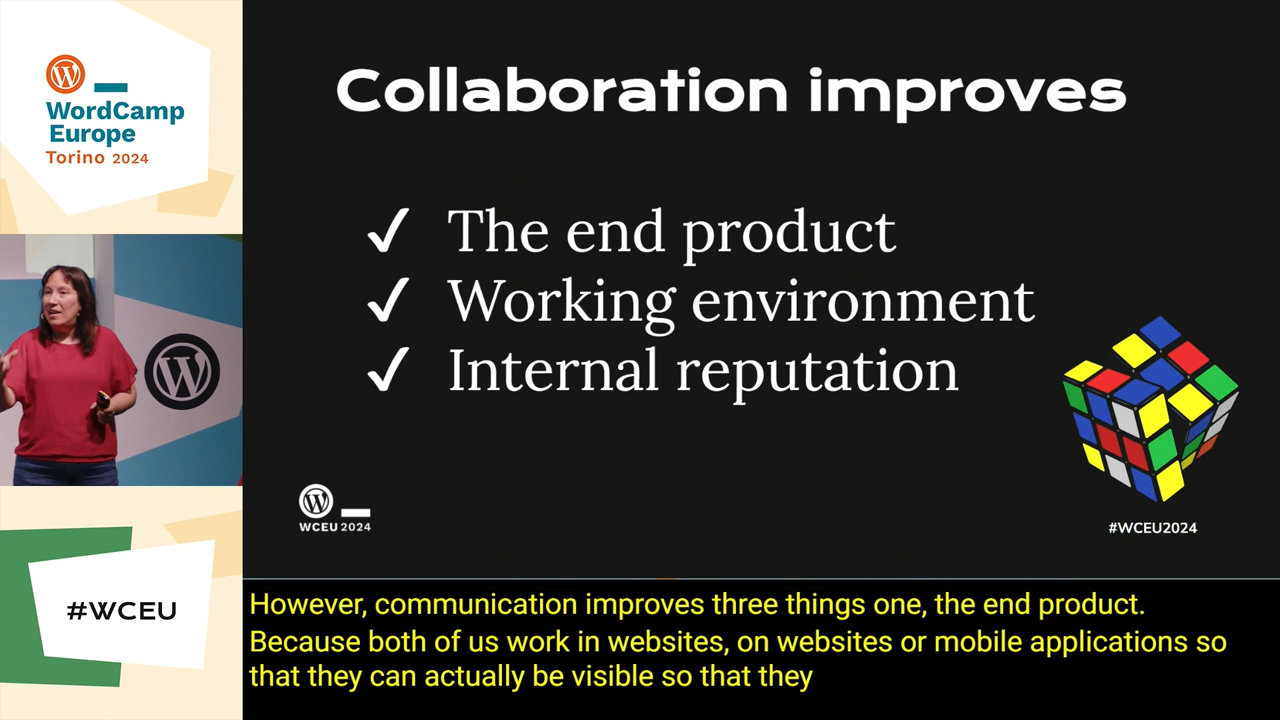 WordCamp
Europe
Torino 2024
#WCEU
Collaboration improves
✓ The end product
✓ Working environment
✓ Internal reputation
WCEU 2024
#WCEU2024
However, communication improves three things one, the end product.
Because both of us work in websites, on websites or mobile applications so
that they can actually be visible so that they